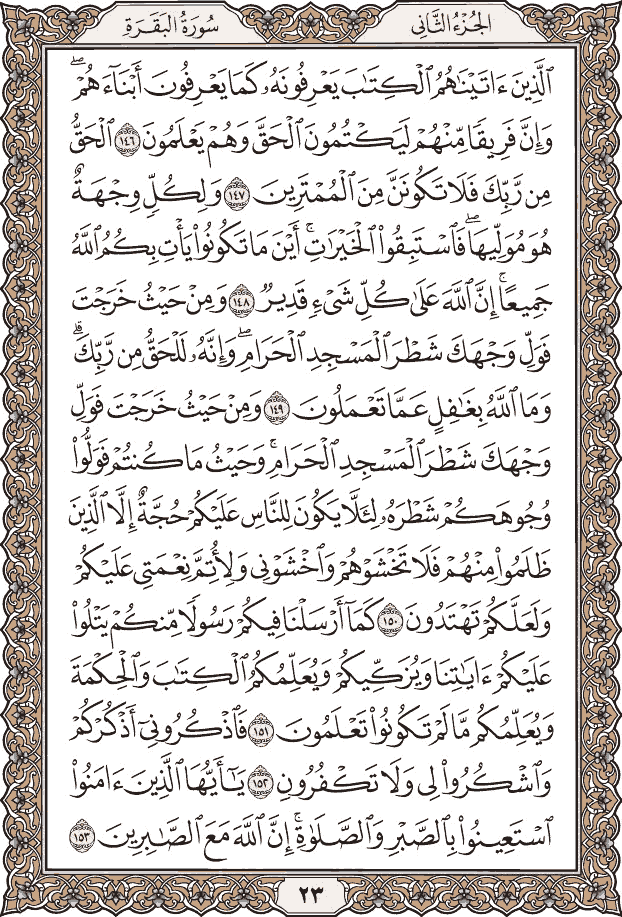 الجُزْءُ الثَّانِي
سُورَةُ البَقَرَةِ
ٱلَّذِينَ ءَاتَيْنَٰهُمُ ٱلْكِتَٰبَ يَعْرِفُونَهُۥ كَمَا يَعْرِفُونَ أَبْنَآءَهُمْۖ
وَإِنَّ فَرِيقًا مِّنْهُمْ لَيَكْتُمُونَ ٱلْحَقَّ وَهُمْ يَعْلَمُونَ ١٤٦ ٱلْحَقُّ
مِن رَّبِّكَ فَلَا تَكُونَنَّ مِنَ ٱلْمُمْتَرِينَ ١٤٧ وَلِكُلٍّ وِجْهَةٌ
هُوَ مُوَلِّيهَاۖ فَٱسْتَبِقُوا۟ ٱلْخَيْرَٰتِۚ أَيْنَ مَا تَكُونُوا۟ يَأْتِ بِكُمُ ٱللَّهُ
جَمِيعًاۚ إِنَّ ٱللَّهَ عَلَىٰ كُلِّ شَىْءٍ قَدِيرٌ ١٤٨ وَمِنْ حَيْثُ خَرَجْتَ
فَوَلِّ وَجْهَكَ شَطْرَ ٱلْمَسْجِدِ ٱلْحَرَامِۖ وَإِنَّهُۥ لَلْحَقُّ مِن رَّبِّكَۗ
وَمَا ٱللَّهُ بِغَٰفِلٍ عَمَّا تَعْمَلُونَ ١٤٩ وَمِنْ حَيْثُ خَرَجْتَ فَوَلِّ
وَجْهَكَ شَطْرَ ٱلْمَسْجِدِ ٱلْحَرَامِۚ وَحَيْثُ مَا كُنتُمْ فَوَلُّوا۟
وُجُوهَكُمْ شَطْرَهُۥ لِئَلَّا يَكُونَ لِلنَّاسِ عَلَيْكُمْ حُجَّةٌ إِلَّا ٱلَّذِينَ
ظَلَمُوا۟ مِنْهُمْ فَلَا تَخْشَوْهُمْ وَٱخْشَوْنِى وَلِأُتِمَّ نِعْمَتِى عَلَيْكُمْ
وَلَعَلَّكُمْ تَهْتَدُونَ ١٥٠ كَمَآ أَرْسَلْنَا فِيكُمْ رَسُولًا مِّنكُمْ يَتْلُوا۟
عَلَيْكُمْ ءَايَٰتِنَا وَيُزَكِّيكُمْ وَيُعَلِّمُكُمُ ٱلْكِتَٰبَ وَٱلْحِكْمَةَ
وَيُعَلِّمُكُم مَّا لَمْ تَكُونُوا۟ تَعْلَمُونَ ١٥١ فَٱذْكُرُونِىٓ أَذْكُرْكُمْ
وَٱشْكُرُوا۟ لِى وَلَا تَكْفُرُونِ ١٥٢ يَٰٓأَيُّهَا ٱلَّذِينَ ءَامَنُوا۟
ٱسْتَعِينُوا۟ بِٱلصَّبْرِ وَٱلصَّلَوٰةِۚ إِنَّ ٱللَّهَ مَعَ ٱلصَّٰبِرِينَ ١٥٣
٢٣